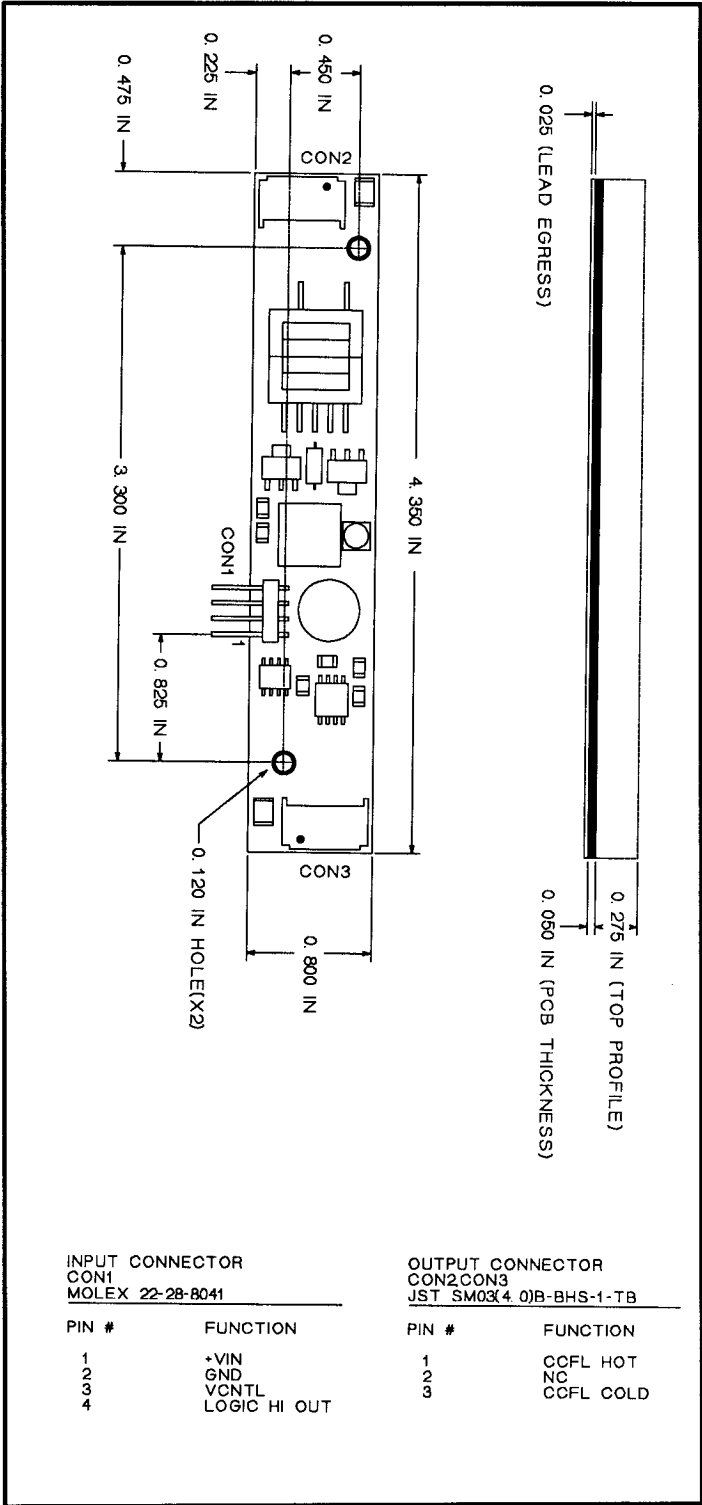 0. 025 (LEAD EGRESS)
0. 275 IN (TOP PROFILE)
0. 050 IN (PCB THICKNESS)
0. 450 IN
0. 225 IN
0. 475 IN
CON2
4. 350 IN
3. 300 IN
CON1
1
0. 825 IN
CON3
0. 800 IN
0. 120 IN HOLE(X2)
INPUT CONNECTOR
CON1
MOLEX 22-28-8041
PIN # FUNCTION
1 +VIN
2 GND
3 VCNTL
4 LOGIC HI OUT
OUTPUT CONNECTOR
CON2,CON3
JST SM03(4. 0)B-BHS-1-TB
PIN # FUNCTION
1 CCFL HOT
2 NC
3 CCFL COLD